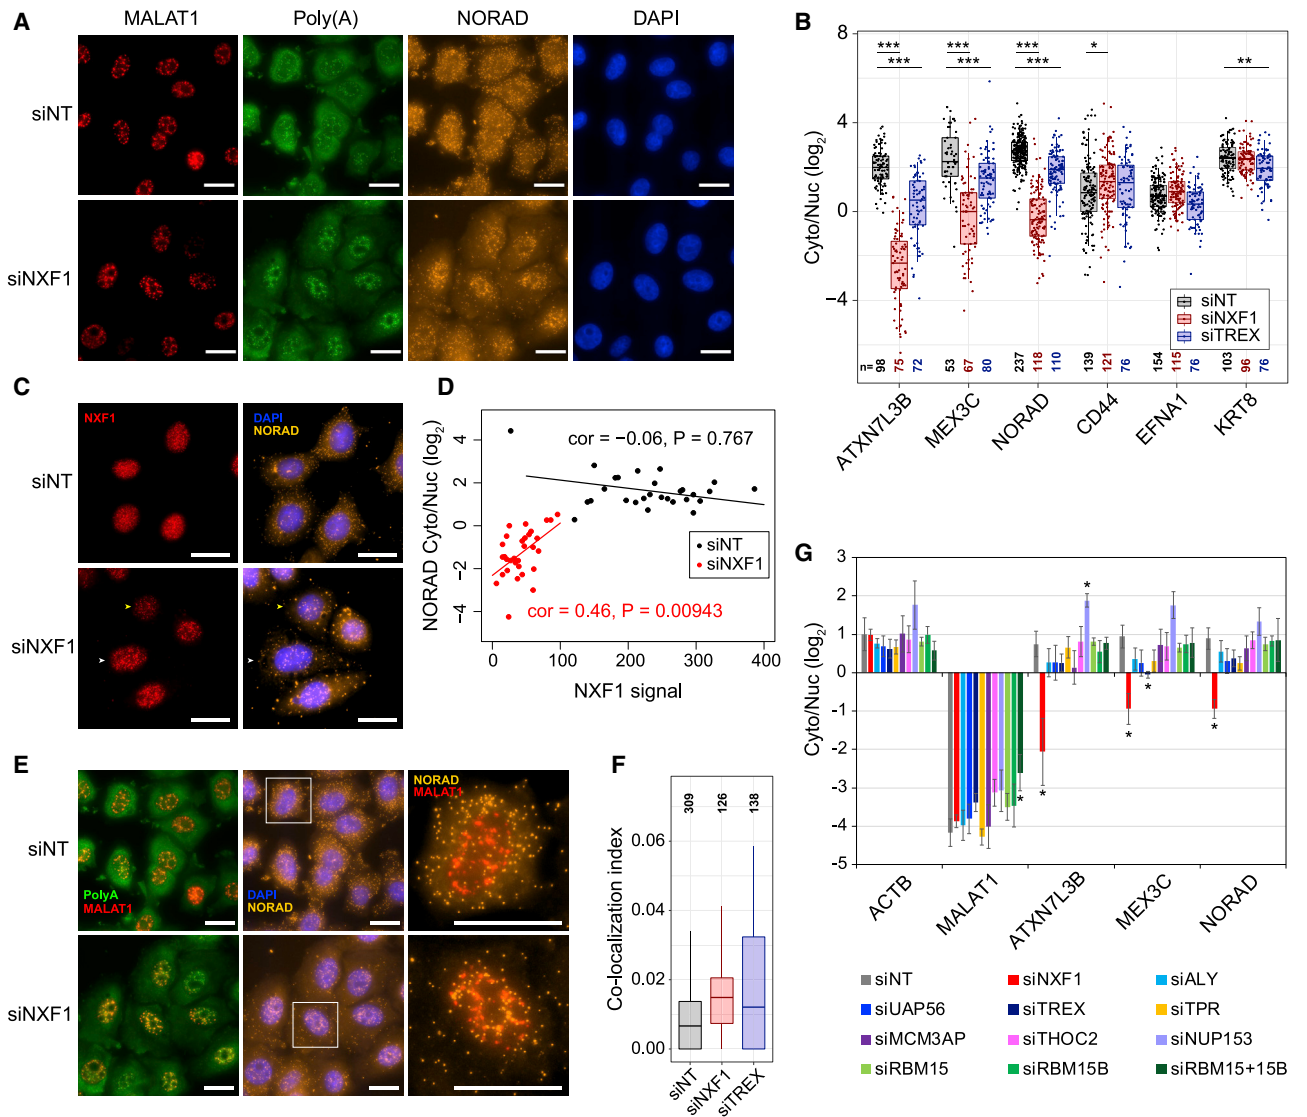 A
MALAT1 Poly(A) NORAD DAPI
siNT
siNXF1
B
Cyto/Nuc (log2)
8
4
0
−4
*** *** *** *
*** *** *** **
siNT
siNXF1
siTREX
n= 98 75 72 53 67 80 237 118 110 139 121 76 154 115 76 103 96 76
ATXN7L3B MEX3C NORAD CD44 EFNA1 KRT8
C
NXF1
DAPI
NORAD
siNT
siNXF1
D
NORAD Cyto/Nuc (log2)
4
2
0
−2
−4
cor = −0.06, P = 0.767
siNT
siNXF1
cor = 0.46, P = 0.00943
0 100 200 300 400
NXF1 signal
E
siNT
siNXF1
PolyA
MALAT1
DAPI
NORAD
NORAD
MALAT1
F
Co-localization index
309 126 138
0.06
0.04
0.02
0.00
siNT siNXF1 siTREX
G
Cyto/Nuc (log2)
3
2
1
0
-1
-2
-3
-4
-5
* * * * * *
ACTB MALAT1 ATXN7L3B MEX3C NORAD
siNT siNXF1 siALY
siUAP56 siTREX siTPR
siMCM3AP siTHOC2 siNUP153
siRBM15 siRBM15B siRBM15+15B